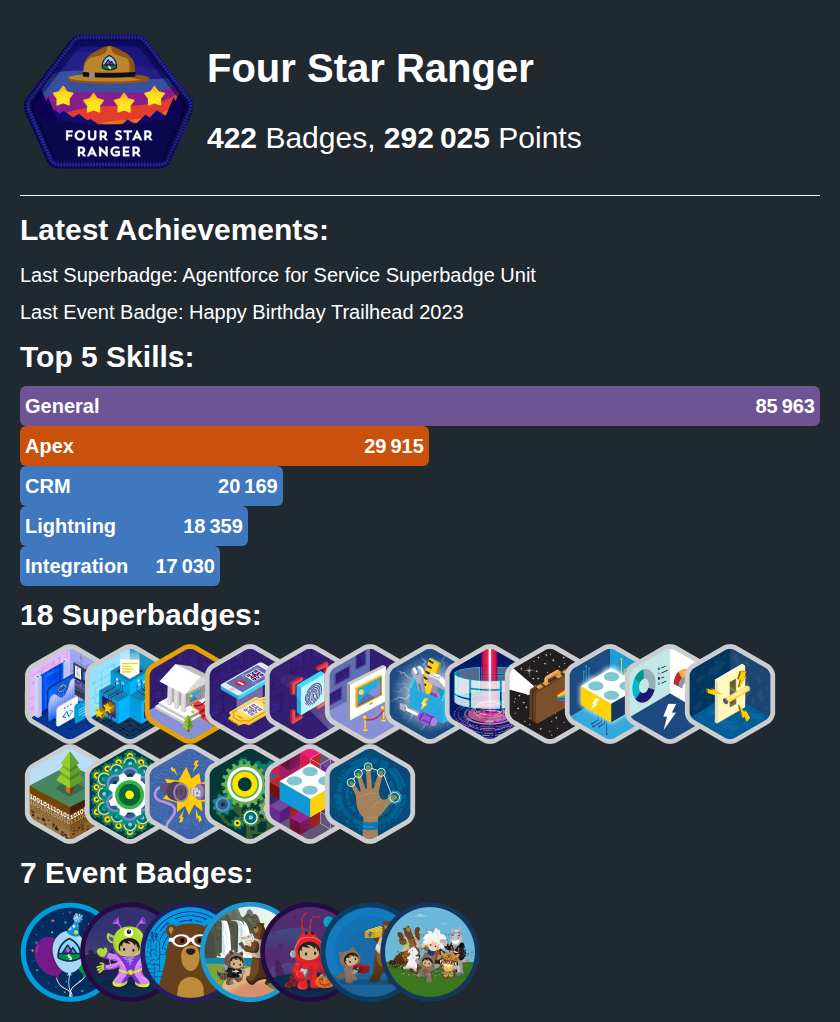 FOUR STAR
RANGER
Four Star Ranger
422 Badges, 292 025 Points
Latest Achievements:
Last Superbadge: Agentforce for Service Superbadge Unit
Last Event Badge: Happy Birthday Trailhead 2023
Top 5 Skills:
General 85 963
Apex 29 915
CRM 20 169
Lightning 18 359
Integration 17 030
18 Superbadges:
7 Event Badges: